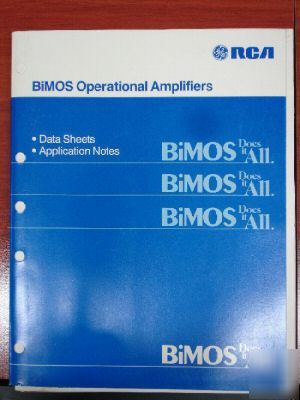 GE RCA
BiMOS Operational Amplifiers
• Data Sheets
• Application Notes
BiMOS Does it All.
BiMOS Does it All.
BiMOS Does it All.
BiMOS Does it All.